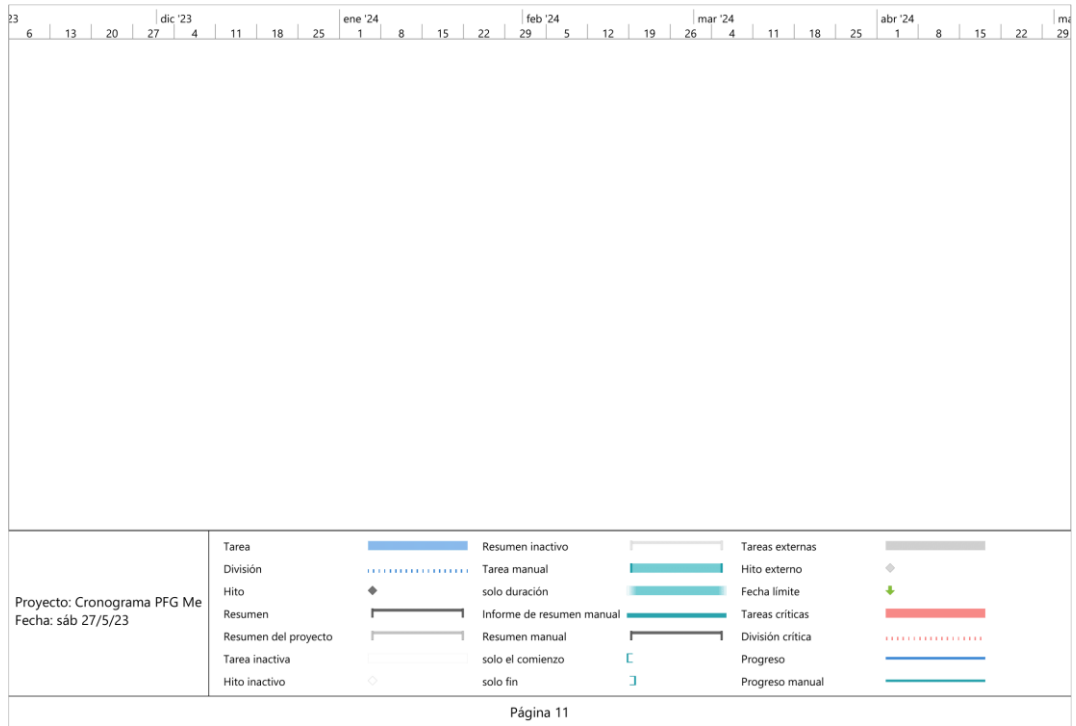 23 dic '23 ene '24 feb '24 mar '24 abr '24 ma
6 13 20 27 4 11 18 25 1 8 15 22 29 5 12 19 26 4 11 18 25 1 8 15 22 29
Proyecto: Cronograma PFG Me
Fecha: sáb 27/5/23
Tarea
División
Hito
Resumen
Resumen del proyecto
Tarea inactiva
Hito inactivo
Resumen inactivo
Tarea manual
solo duración
Informe de resumen manual
Resumen manual
solo el comienzo
solo fin
Tareas externas
Hito externo
Fecha límite
Tareas críticas
División crítica
Progreso
Progreso manual
Página 11